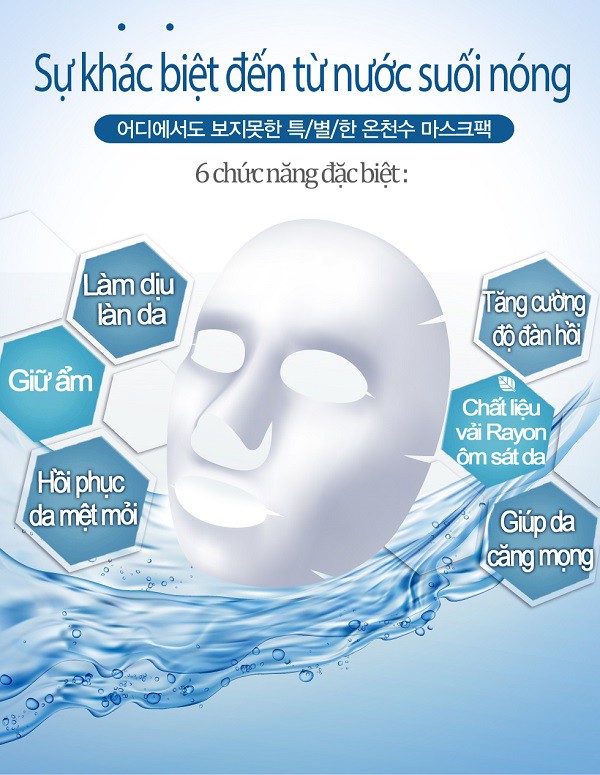 Sự khác biệt đến từ nước suối nóng
어디에서도 보지못한 특/별/한 온천수 마스크팩
6 chức năng đặc biệt :
Làm dịu
làn da
Giữ ẩm
Hồi phục
da mệt mỏi
Tăng cường
độ đàn hồi
Chất liệu
vải Rayon
ôm sát da
Giúp da
căng mọng